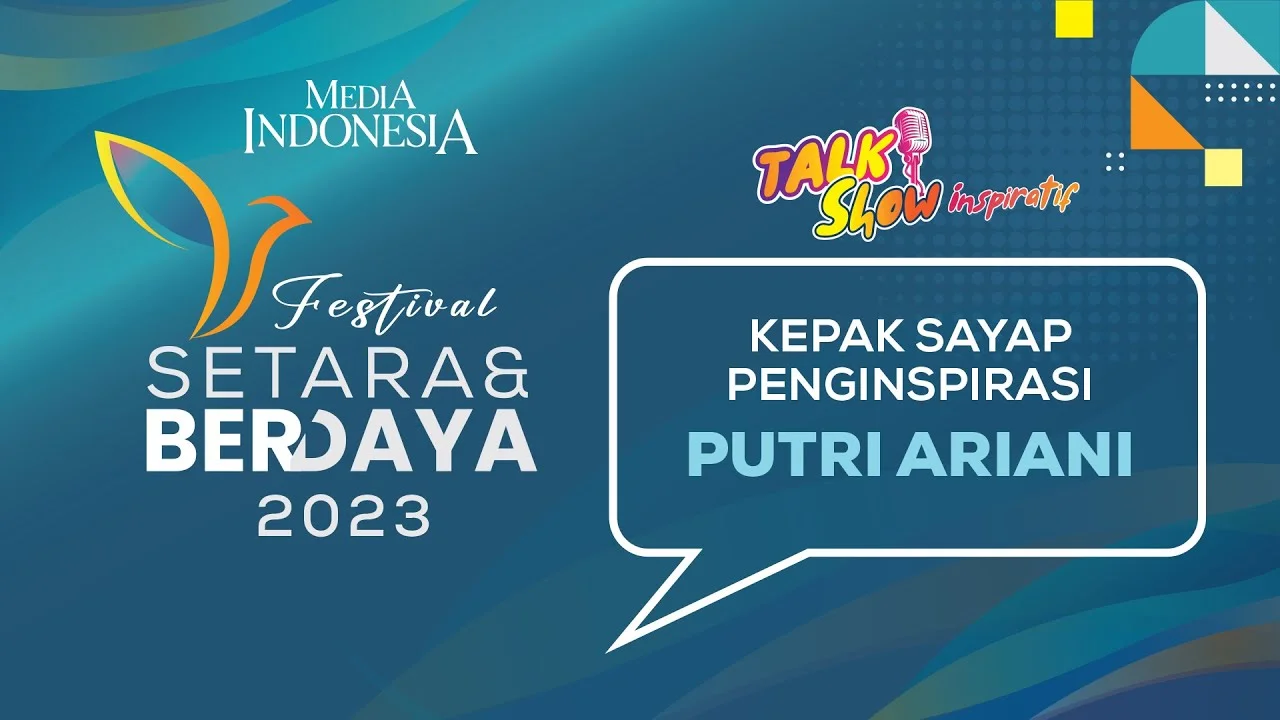 MEDIA
INDONESIA
Festival
SETARA&
BERDAYA
2023
TALK
Show inspiratif
KEPAK SAYAP
PENGINSPIRASI
PUTRI ARIANI